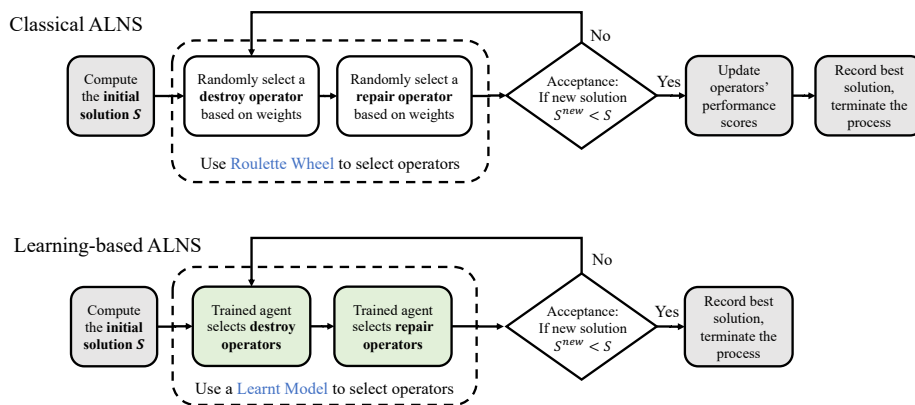 Classical ALNS
No
Compute
the initial
solution S
Randomly select a
destroy operator
based on weights
Randomly select a
repair operator
based on weights
Acceptance:
If new solution
S^new < S
Yes
Update
operators’
performance
scores
Record best
solution,
terminate the
process
Use Roulette Wheel to select operators
Learning-based ALNS
No
Compute
the initial
solution S
Trained agent
selects destroy
operators
Trained agent
selects repair
operators
Acceptance:
If new solution
S^new < S
Yes
Record best
solution,
terminate the
process
Use a Learnt Model to select operators